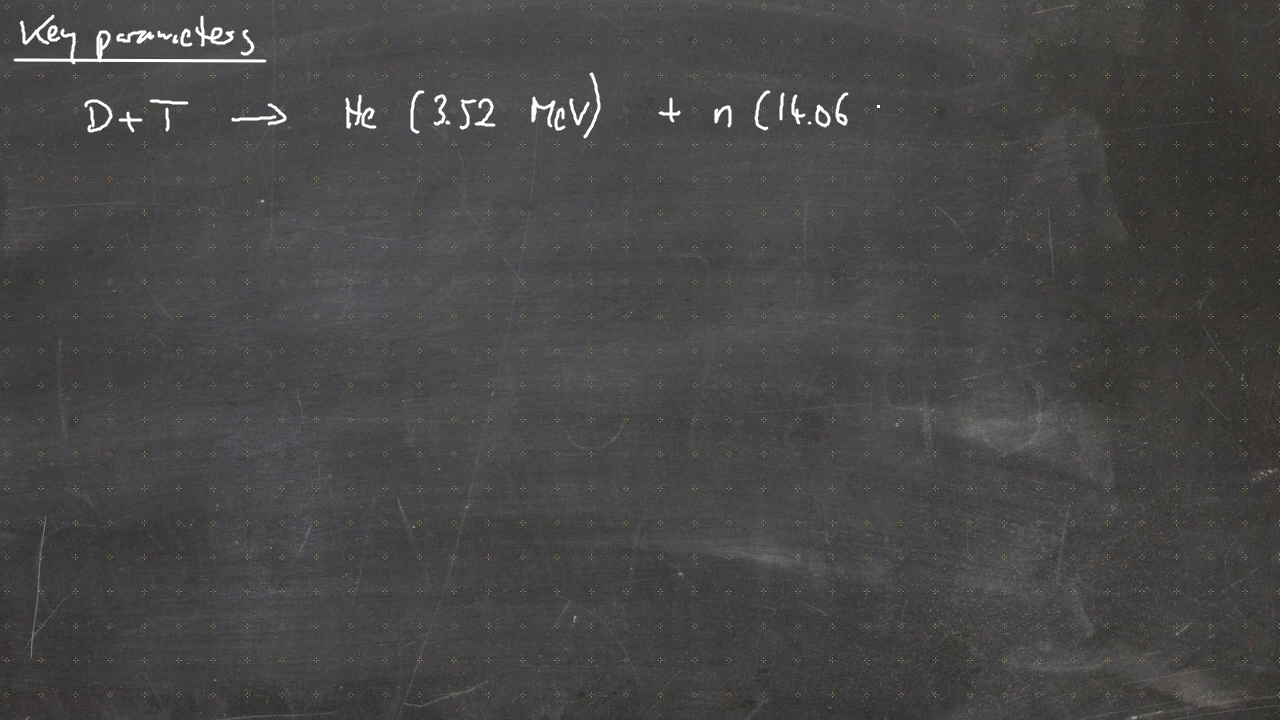 Key parameters
D+T → He (3.52 MeV) + n (14.06